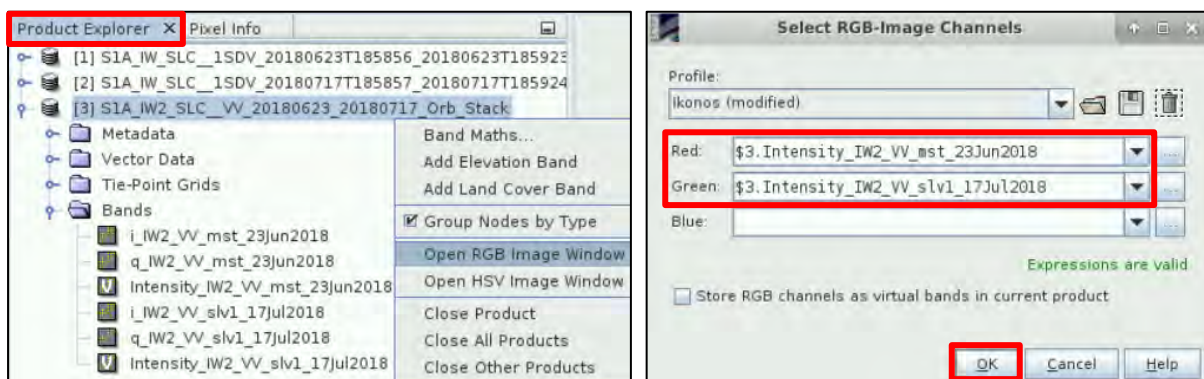 Product Explorer X Pixel Info
[1] S1A_IW_SLC__1SDV_20180623T185856_20180623T185923
[2] S1A_IW_SLC__1SDV_20180717T185857_20180717T185924
[3] S1A_IW2_SLC__VV_20180623_20180717_Orb_Stack
Metadata
Vector Data
Tie-Point Grids
Bands
i_IW2_VV_mst_23Jun2018
q_IW2_VV_mst_23Jun2018
Intensity_IW2_VV_mst_23Jun2018
i_IW2_VV_slv1_17Jul2018
q_IW2_VV_slv1_17Jul2018
Intensity_IW2_VV_slv1_17Jul2018
Band Maths...
Add Elevation Band
Add Land Cover Band
Group Nodes by Type
Open RGB Image Window
Open HSV Image Window
Close Product
Close All Products
Close Other Products
Select RGB-Image Channels
Profile:
Ikonos (modified)
Red: $3.Intensity_IW2_VV_mst_23Jun2018 ...
Green: $3.Intensity_IW2_VV_slv1_17Jul2018 ...
Blue: ...
Expressions are valid
Store RGB channels as virtual bands in current product
OK Cancel Help